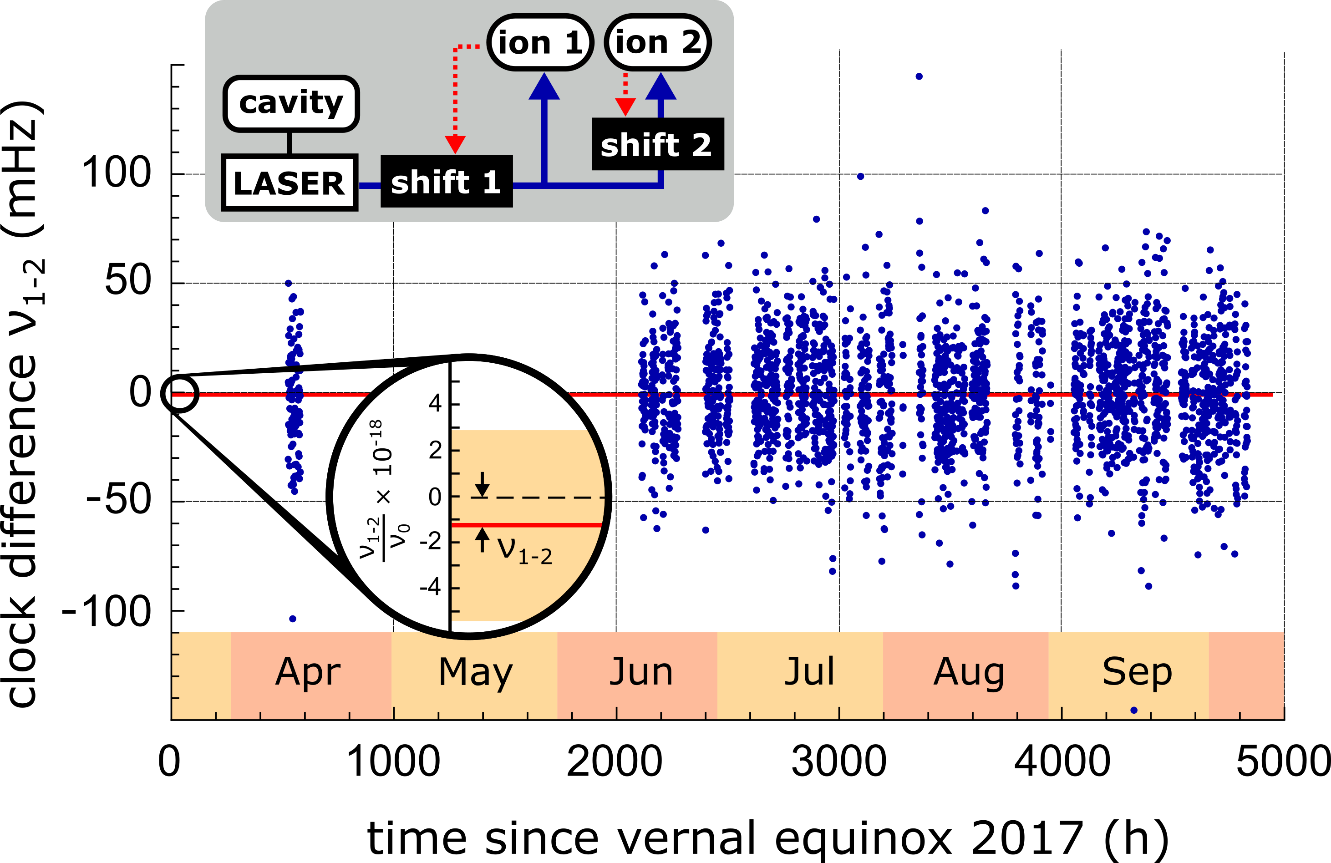 ion 1 ion 2
cavity
shift 2
LASER shift 1
clock difference ν1-2 (mHz)
100
50
0
-50
-100
4
2
0
-2
-4
ν1-2
ν0
× 10-18
ν1-2
Apr May Jun Jul Aug Sep
0 1000 2000 3000 4000 5000
time since vernal equinox 2017 (h)